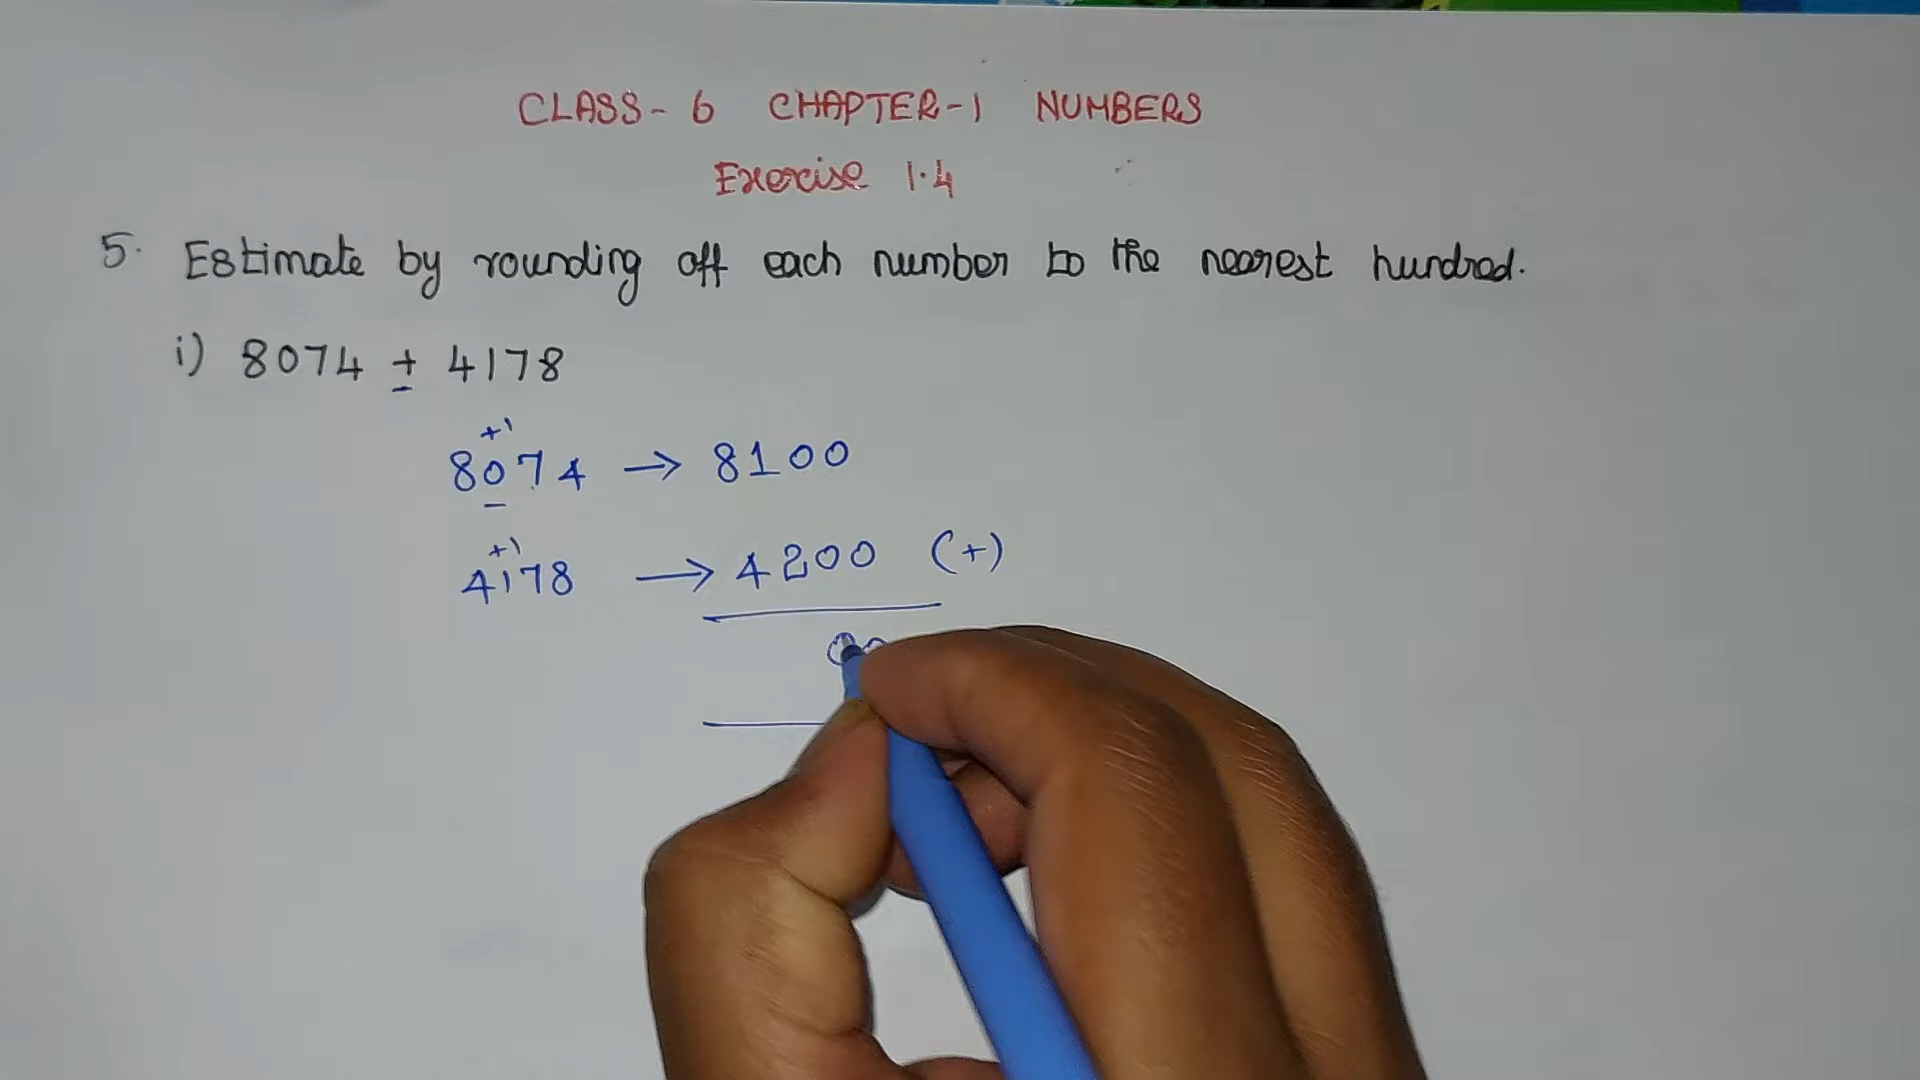 CLASS - 6 CHAPTER - 1 NUMBERS
Exercise 1.4
5. Estimate by rounding off each number to the nearest hundred.
i) 8074 + 4178
+1
8074 → 8100
+1
4178 → 4200 (+)
00